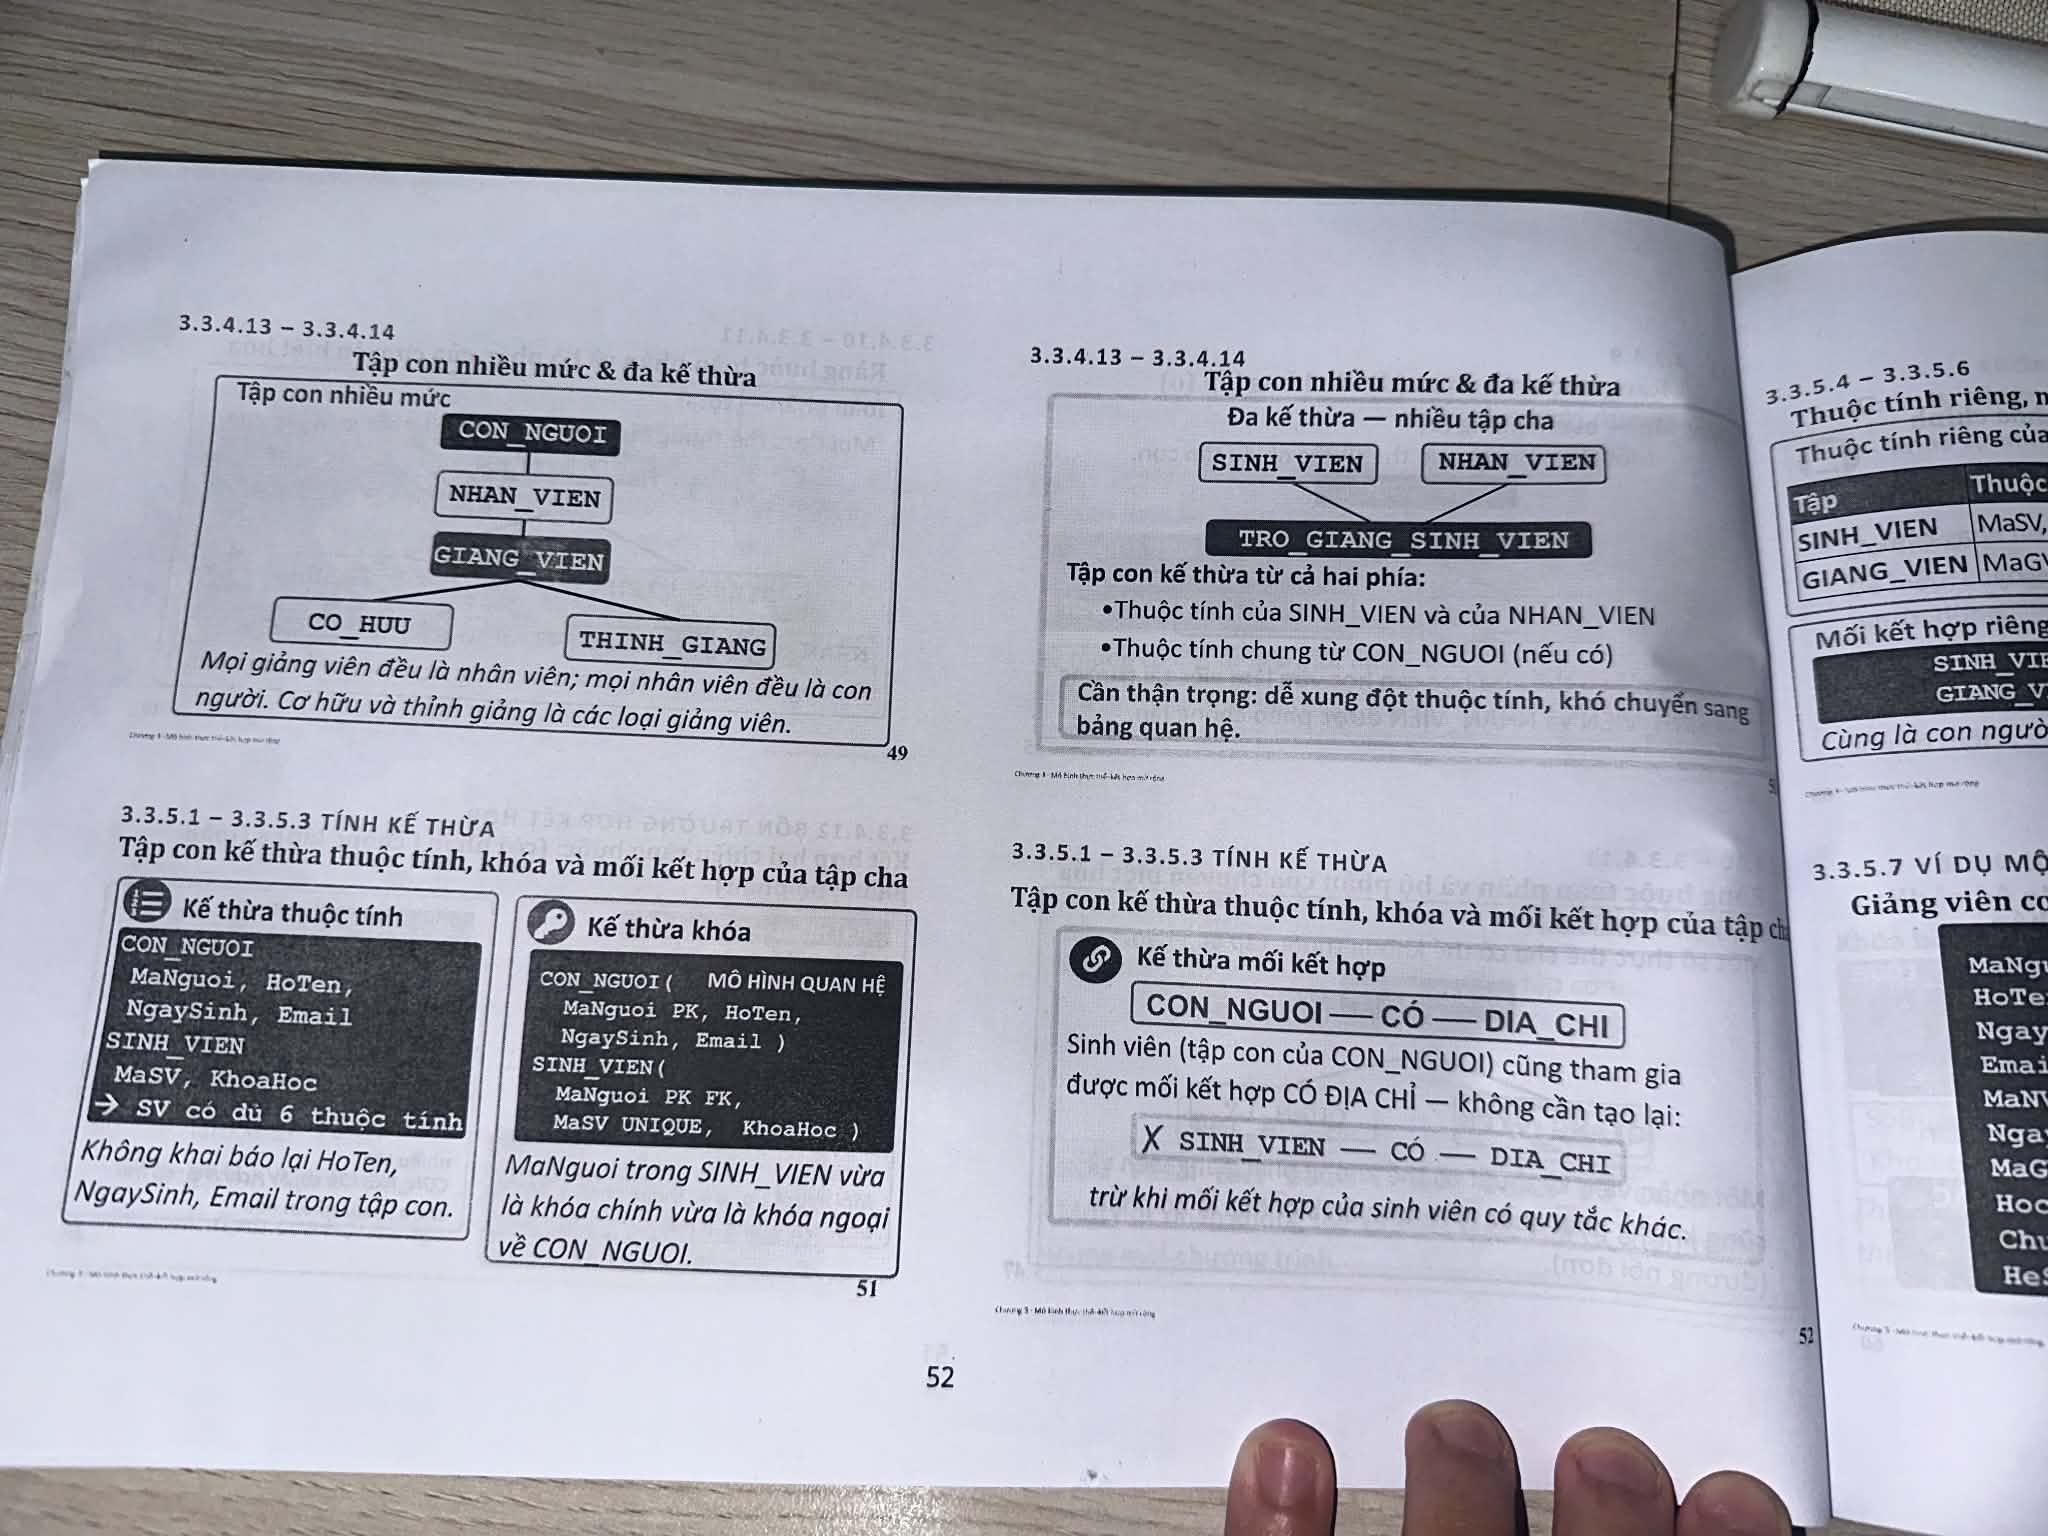 3.3.4.13 – 3.3.4.14
Tập con nhiều mức & đa kế thừa
Tập con nhiều mức
CON_NGUOI
NHAN_VIEN
GIANG_VIEN
CO_HUU
THINH_GIANG
Mọi giảng viên đều là nhân viên; mọi nhân viên đều là con
người. Cơ hữu và thỉnh giảng là các loại giảng viên.
49
3.3.4.13 – 3.3.4.14
Tập con nhiều mức & đa kế thừa
Đa kế thừa — nhiều tập cha
SINH_VIEN NHAN_VIEN
TRO_GIANG_SINH_VIEN
Tập con kế thừa từ cả hai phía:
•Thuộc tính của SINH_VIEN và của NHAN_VIEN
•Thuộc tính chung từ CON_NGUOI (nếu có)
Cần thận trọng: dễ xung đột thuộc tính, khó chuyển sang
bảng quan hệ.
3.3.5.1 – 3.3.5.3 TÍNH KẾ THỪA
Tập con kế thừa thuộc tính, khóa và mối kết hợp của tập cha
Kế thừa thuộc tính
CON_NGUOI
MaNguoi, HoTen,
NgaySinh, Email
SINH_VIEN
MaSV, KhoaHoc
→ SV có đủ 6 thuộc tính
Không khai báo lại HoTen,
NgaySinh, Email trong tập con.
Kế thừa khóa
CON_NGUOI( MÔ HÌNH QUAN HỆ
MaNguoi PK, HoTen,
NgaySinh, Email )
SINH_VIEN(
MaNguoi PK FK,
MaSV UNIQUE, KhoaHoc )
MaNguoi trong SINH_VIEN vừa
là khóa chính vừa là khóa ngoại
về CON_NGUOI.
51
3.3.5.1 – 3.3.5.3 TÍNH KẾ THỪA
Tập con kế thừa thuộc tính, khóa và mối kết hợp của tập
Kế thừa mối kết hợp
CON_NGUOI — CÓ — DIA_CHI
Sinh viên (tập con của CON_NGUOI) cũng tham gia
được mối kết hợp CÓ ĐỊA CHỈ — không cần tạo lại:
X SINH_VIEN — CÓ — DIA_CHI
trừ khi mối kết hợp của sinh viên có quy tắc khác.
52
52
3.3.5.4 – 3.3.5.6
Thuộc tính riêng,
Thuộc tính riêng của
Tập Thuộc
SINH_VIEN MaSV,
GIANG_VIEN
Mối kết hợp riêng
Cùng là con
3.3.5.7 VÍ DỤ
Giảng viên